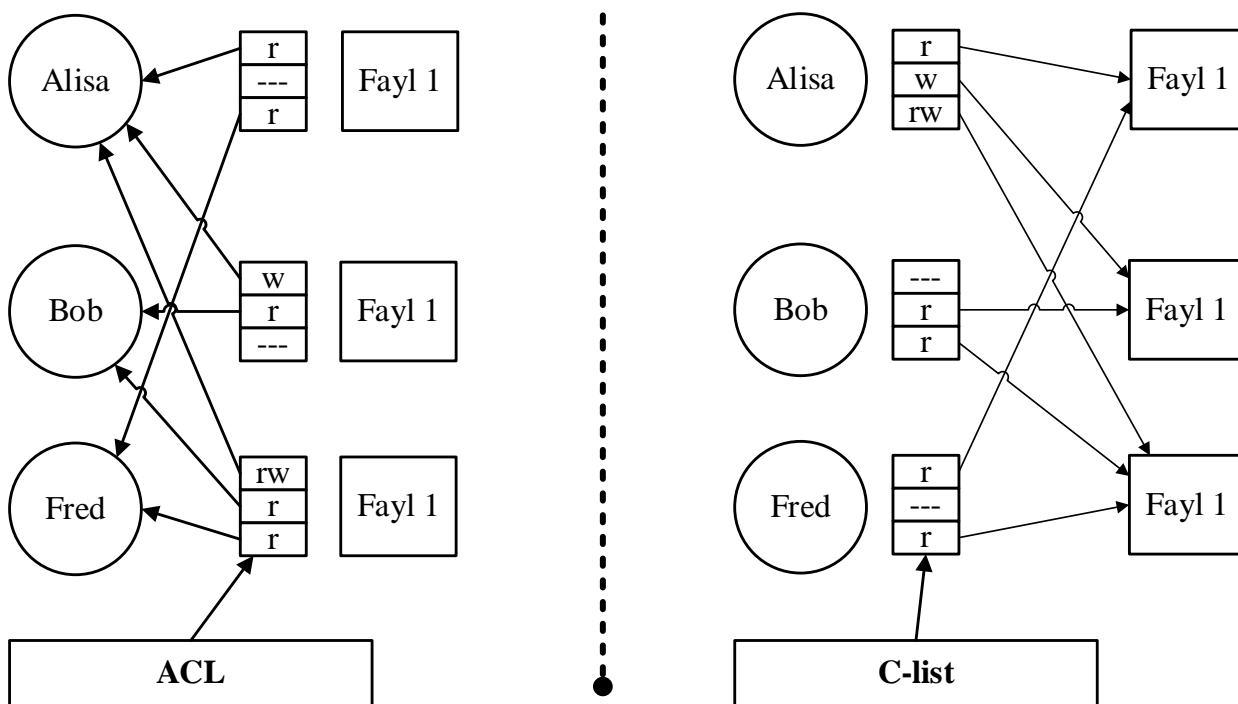 Alisa
r
---
r
Fayl 1
Bob
w
r
---
Fayl 1
Fred
rw
r
r
Fayl 1
ACL
Alisa
r
w
rw
Fayl 1
Bob
---
r
r
Fayl 1
Fred
r
---
r
Fayl 1
C-list